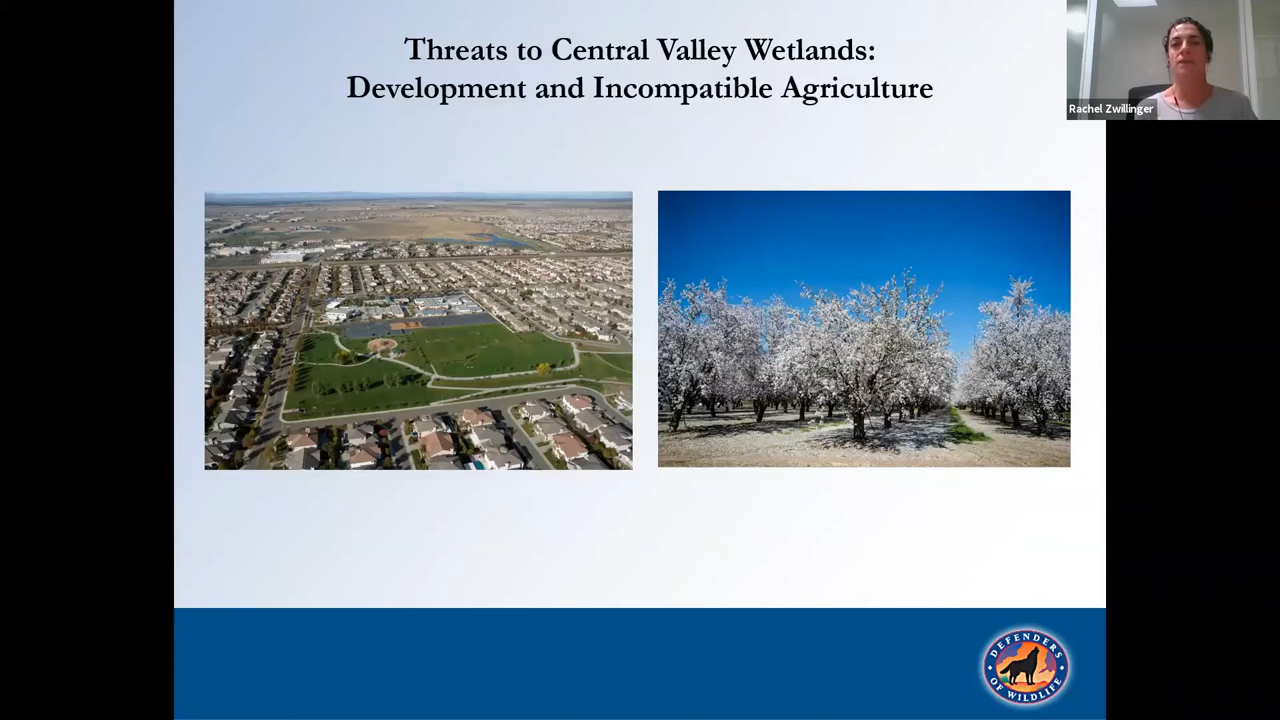 Threats to Central Valley Wetlands:
Development and Incompatible Agriculture
Rachel Zwillinger
DEFENDERS
OF WILDLIFE